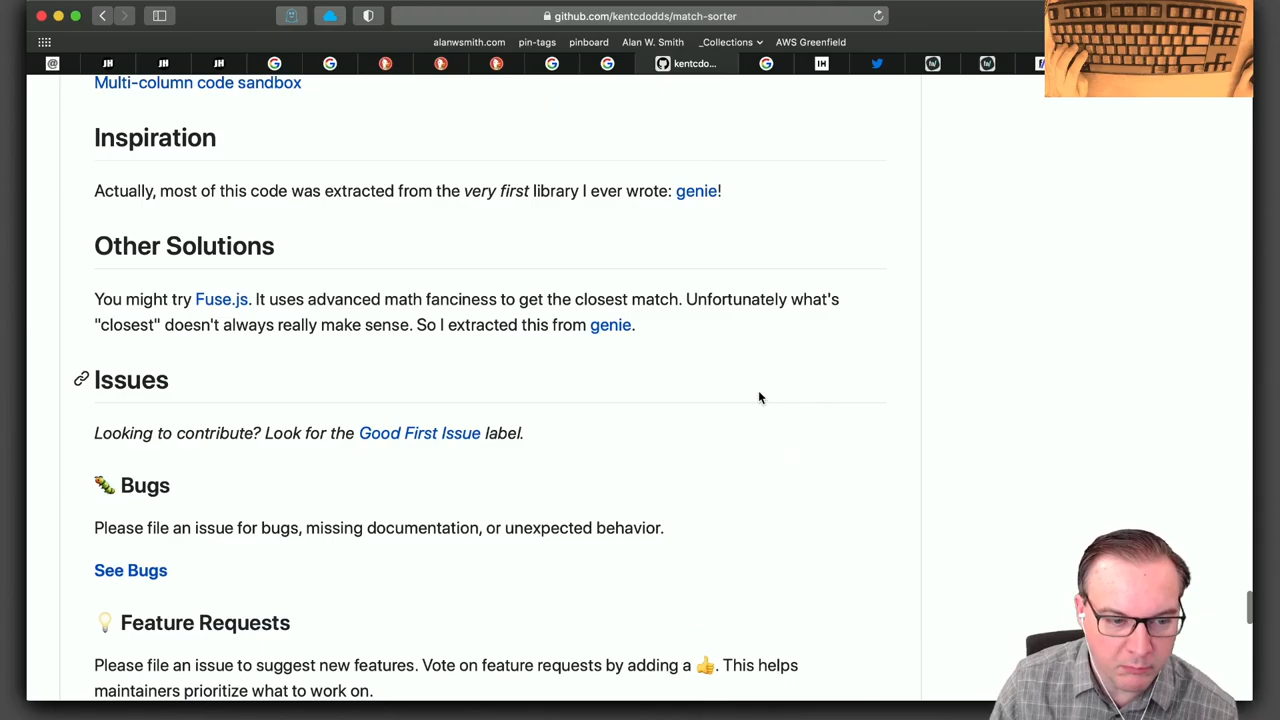 github.com/kentcdodds/match-sorter
alanwsmith.com pin-tags pinboard Alan W. Smith _Collections AWS Greenfield
@ JH JH JH G G G G kentcdo... G IH /a/ /a/ f/
Multi-column code sandbox
Inspiration
Actually, most of this code was extracted from the very first library I ever wrote: genie!
Other Solutions
You might try Fuse.js. It uses advanced math fanciness to get the closest match. Unfortunately what's
"closest" doesn't always really make sense. So I extracted this from genie.
Issues
Looking to contribute? Look for the Good First Issue label.
🐛 Bugs
Please file an issue for bugs, missing documentation, or unexpected behavior.
See Bugs
💡 Feature Requests
Please file an issue to suggest new features. Vote on feature requests by adding a 👍. This helps
maintainers prioritize what to work on.